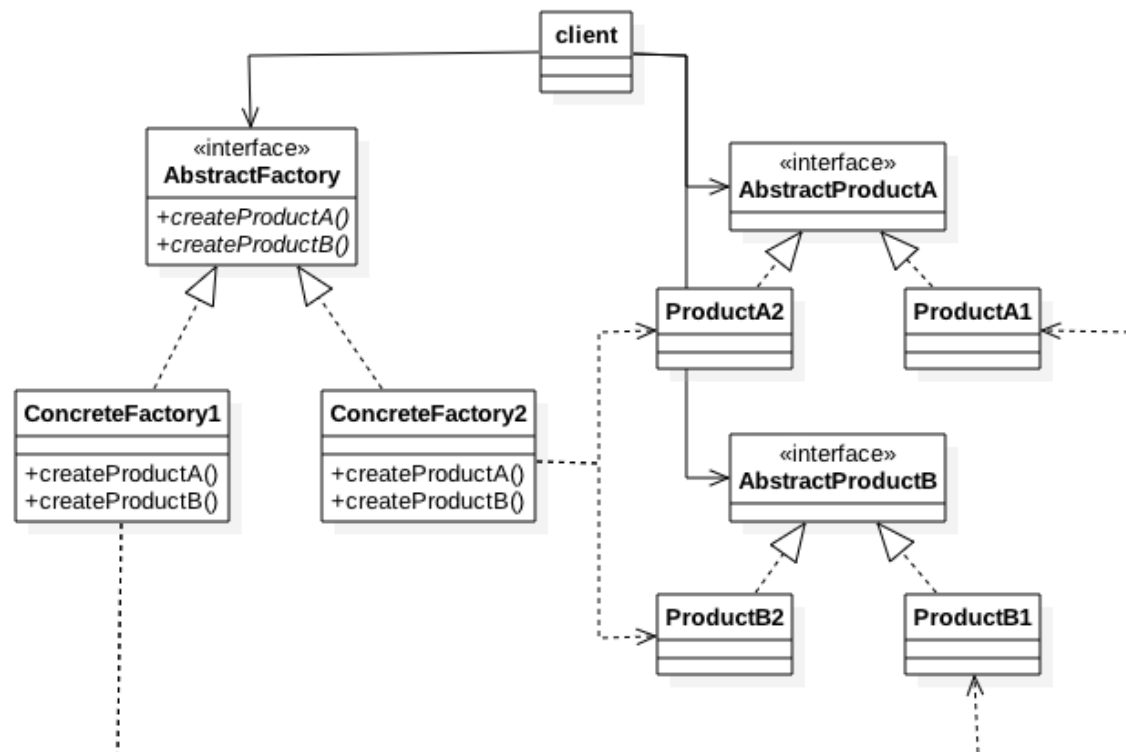 client
«interface»
AbstractFactory
+createProductA()
+createProductB()
«interface»
AbstractProductA
ProductA2
ProductA1
ConcreteFactory1
+createProductA()
+createProductB()
ConcreteFactory2
+createProductA()
+createProductB()
«interface»
AbstractProductB
ProductB2
ProductB1